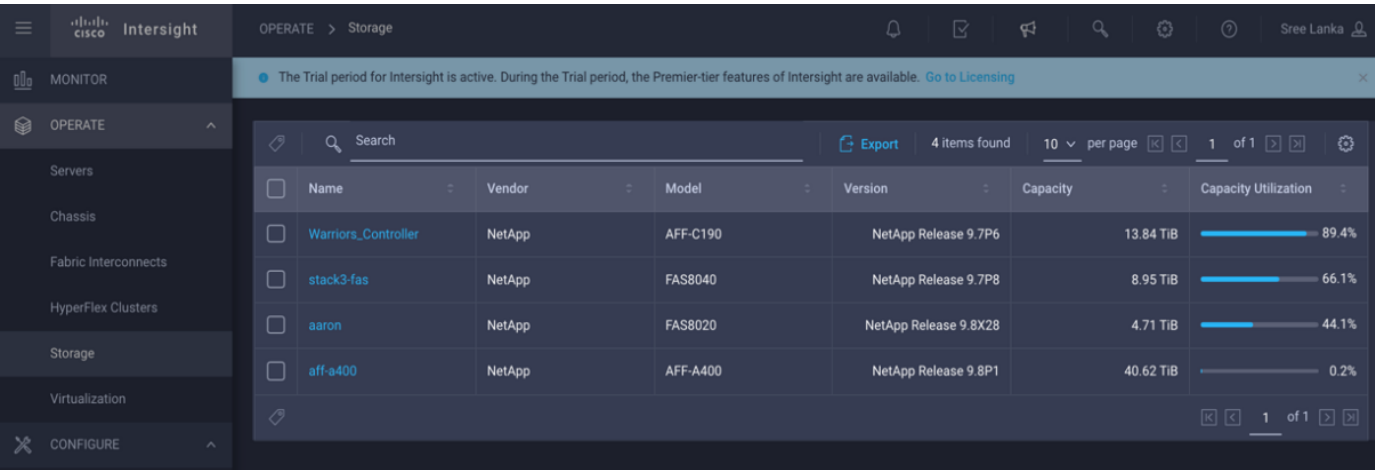 cisco Intersight
OPERATE > Storage
Sree Lanka
MONITOR
The Trial period for Intersight is active. During the Trial period, the Premier-tier features of Intersight are available. Go to Licensing
OPERATE
Servers
Chassis
Fabric Interconnects
HyperFlex Clusters
Storage
Virtualization
CONFIGURE
Search
Export 4 items found 10 per page 1 of 1
Name Vendor Model Version Capacity Capacity Utilization
Warriors_Controller NetApp AFF-C190 NetApp Release 9.7P6 13.84 TiB 89.4%
stack3-fas NetApp FAS8040 NetApp Release 9.7P8 8.95 TiB 66.1%
aaron NetApp FAS8020 NetApp Release 9.8X28 4.71 TiB 44.1%
aff-a400 NetApp AFF-A400 NetApp Release 9.8P1 40.62 TiB 0.2%
1 of 1